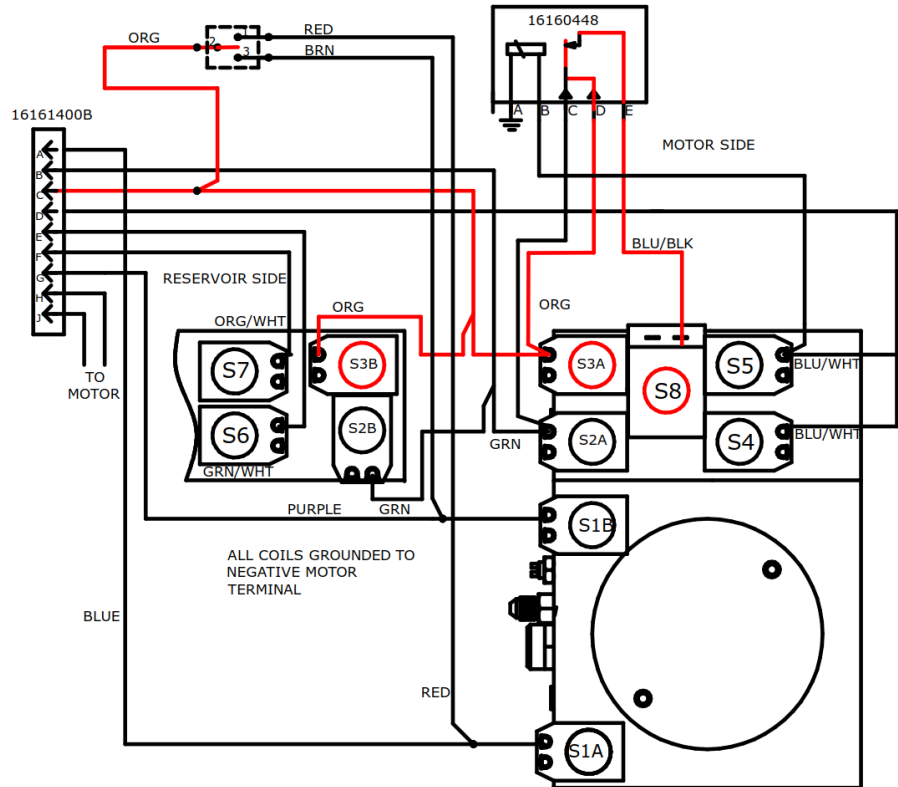 ORG
RED
BRN
1
2
3
16160448
A
B
C
D
E
16161400B
A
B
C
D
E
F
G
H
J
MOTOR SIDE
BLU/BLK
RESERVOIR SIDE
ORG
ORG
ORG/WHT
TO
MOTOR
S7
S3B
S3A
S8
S5
BLU/WHT
S6
S2B
S2A
S4
BLU/WHT
GRN
GRN/WHT
PURPLE
GRN
S1B
ALL COILS GROUNDED TO
NEGATIVE MOTOR
TERMINAL
BLUE
RED
S1A